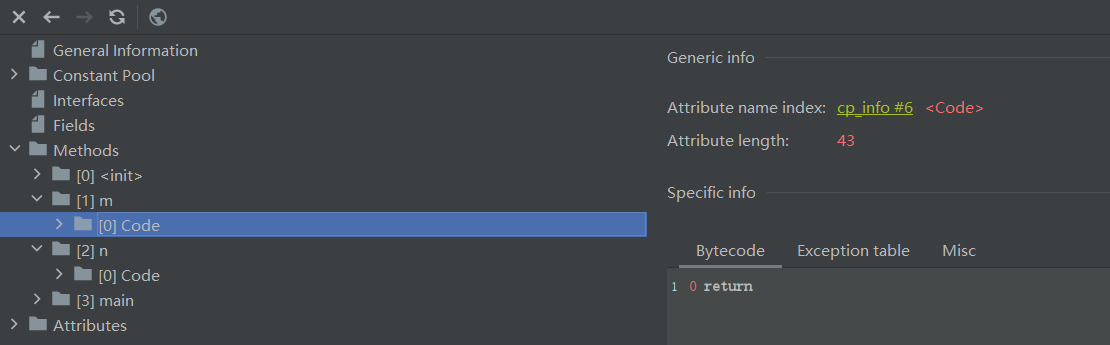 General Information
Constant Pool
Interfaces
Fields
Methods
[0] <init>
[1] m
[0] Code
[2] n
[0] Code
[3] main
Attributes
Generic info
Attribute name index: cp_info #6 <Code>
Attribute length: 43
Specific info
Bytecode Exception table Misc
1 0 return